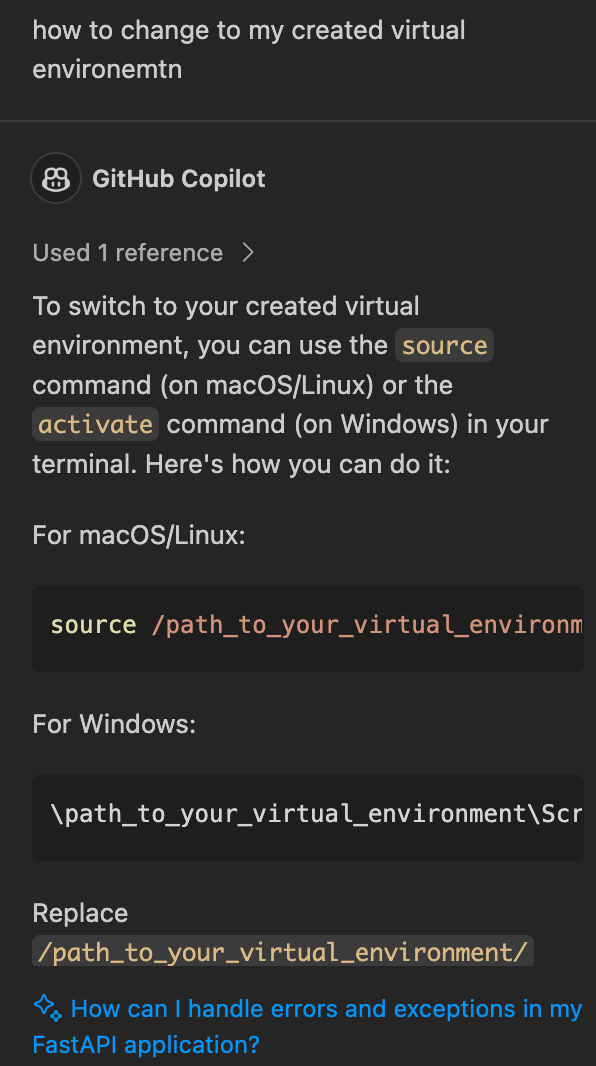 how to change to my created virtual
environemtn
GitHub Copilot
Used 1 reference
To switch to your created virtual
environment, you can use the source
command (on macOS/Linux) or the
activate command (on Windows) in your
terminal. Here's how you can do it:
For macOS/Linux:
source /path_to_your_virtual_environm
For Windows:
\path_to_your_virtual_environment\Scr
Replace
/path_to_your_virtual_environment/
How can I handle errors and exceptions in my
FastAPI application?